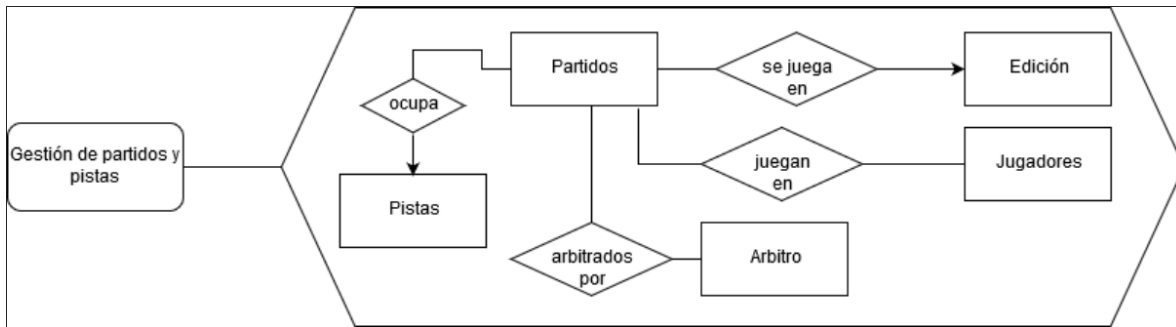 Gestión de partidos y
pistas
ocupa
Pistas
Partidos
se juega
en
Edición
juegan
en
Jugadores
arbitrados
por
Arbitro